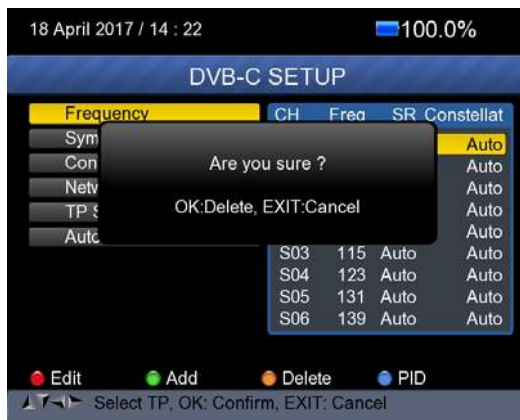 18 April 2017 / 14 : 22
100.0%
DVB-C SETUP
Frequency
CH Freq SR Constellat
Auto
Auto
Auto
Auto
Auto
Are you sure ?
OK:Delete, EXIT:Cancel
S03 115 Auto Auto
S04 123 Auto Auto
S05 131 Auto Auto
S06 139 Auto Auto
Edit Add Delete PID
Select TP, OK: Confirm, EXIT: Cancel